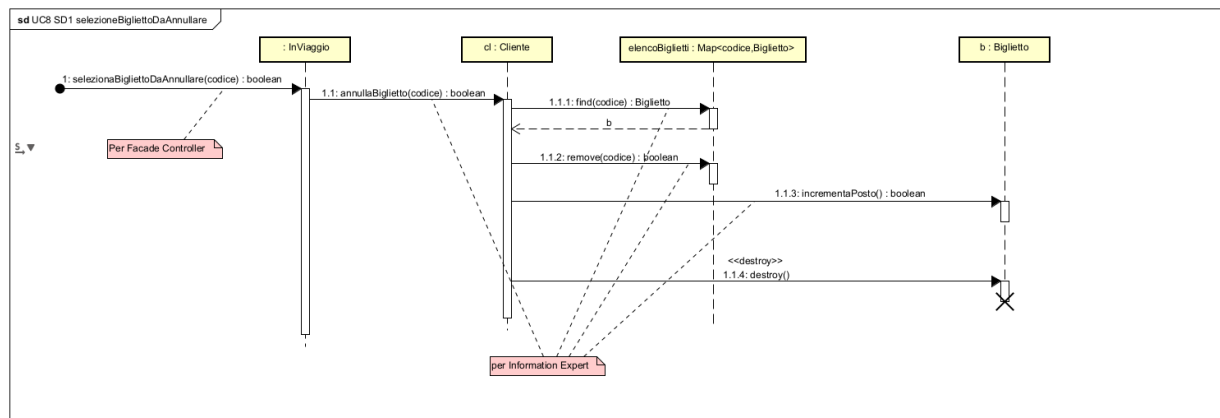 sd UC8 SD1 selezioneBigliettoDaAnnullare
: InViaggio
cl : Cliente
elencoBiglietti : Map<codice,Biglietto>
b : Biglietto
1: selezionaBigliettoDaAnnullare(codice) : boolean
1.1: annullaBiglietto(codice) : boolean
1.1.1: find(codice) : Biglietto
b
Per Facade Controller
S
1.1.2: remove(codice) : boolean
1.1.3: incrementaPosto() : boolean
<<destroy>>
1.1.4: destroy()
per Information Expert